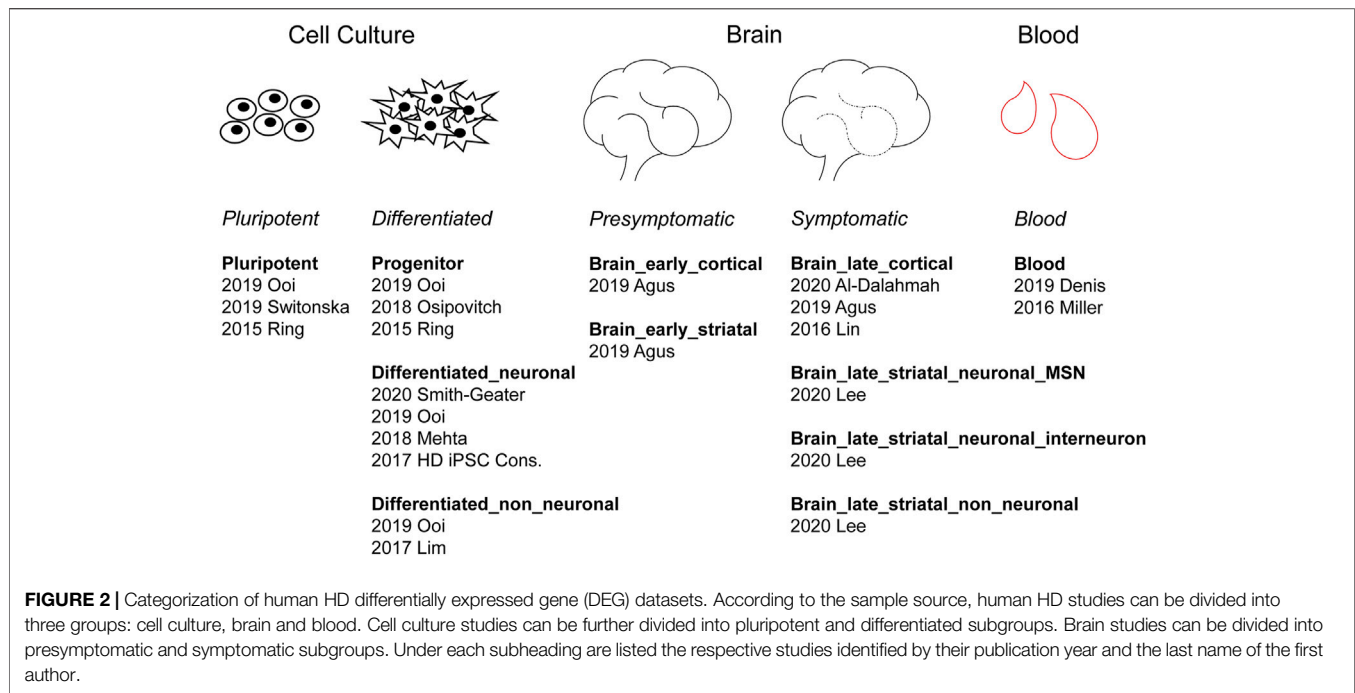 Cell Culture
Brain
Blood
Pluripotent
Differentiated
Presymptomatic
Symptomatic
Blood
Pluripotent
2019 Ooi
2019 Switonska
2015 Ring
Progenitor
2019 Ooi
2018 Osipovitch
2015 Ring
Differentiated_neuronal
2020 Smith-Geater
2019 Ooi
2018 Mehta
2017 HD iPSC Cons.
Differentiated_non_neuronal
2019 Ooi
2017 Lim
Brain_early_cortical
2019 Agus
Brain_early_striatal
2019 Agus
Brain_late_cortical
2020 Al-Dalahmah
2019 Agus
2016 Lin
Brain_late_striatal_neuronal_MSN
2020 Lee
Brain_late_striatal_neuronal_interneuron
2020 Lee
Brain_late_striatal_non_neuronal
2020 Lee
Blood
2019 Denis
2016 Miller
FIGURE 2 | Categorization of human HD differentially expressed gene (DEG) datasets. According to the sample source, human HD studies can be divided into
three groups: cell culture, brain and blood. Cell culture studies can be further divided into pluripotent and differentiated subgroups. Brain studies can be divided into
presymptomatic and symptomatic subgroups. Under each subheading are listed the respective studies identified by their publication year and the last name of the first
author.